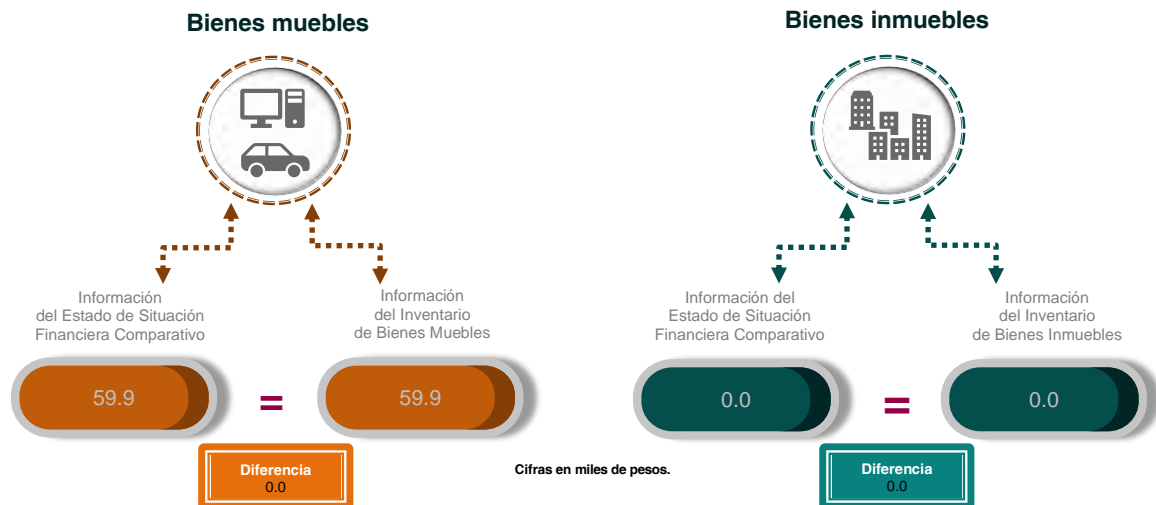 Bienes muebles
Información
del Estado de Situación
Financiera Comparativo
59.9
=
Información
del Inventario
de Bienes Muebles
59.9
Diferencia
0.0
Cifras en miles de pesos.
Bienes inmuebles
Información del
Estado de Situación
Financiera Comparativo
0.0
=
Información
del Inventario
de Bienes Inmuebles
0.0
Diferencia
0.0